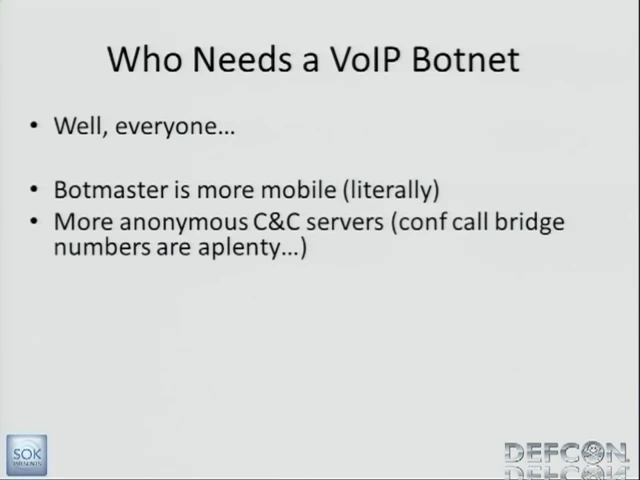 Who Needs a VoIP Botnet
• Well, everyone…
• Botmaster is more mobile (literally)
• More anonymous C&C servers (conf call bridge
numbers are aplenty…)
SOK
PRESENTS
DEFCON